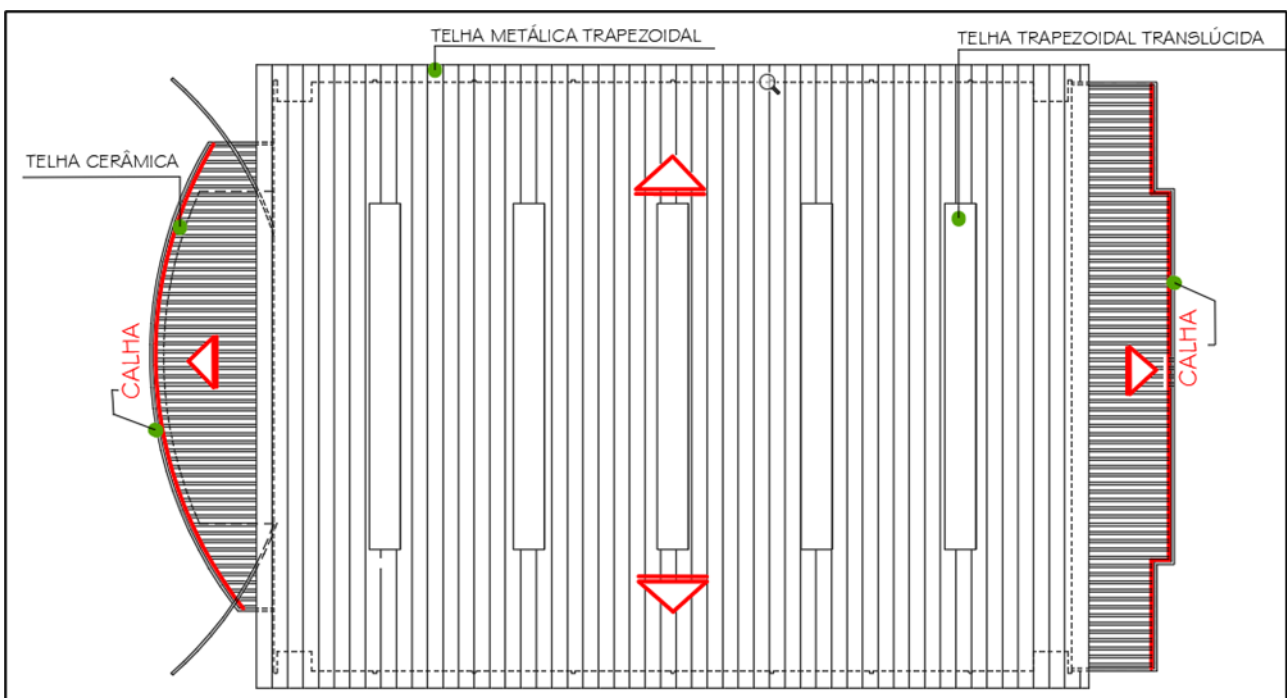 TELHA METÁLICA TRAPEZOIDAL
TELHA TRAPEZOIDAL TRANSLÚCIDA
TELHA CERÂMICA
CALHA
CALHA